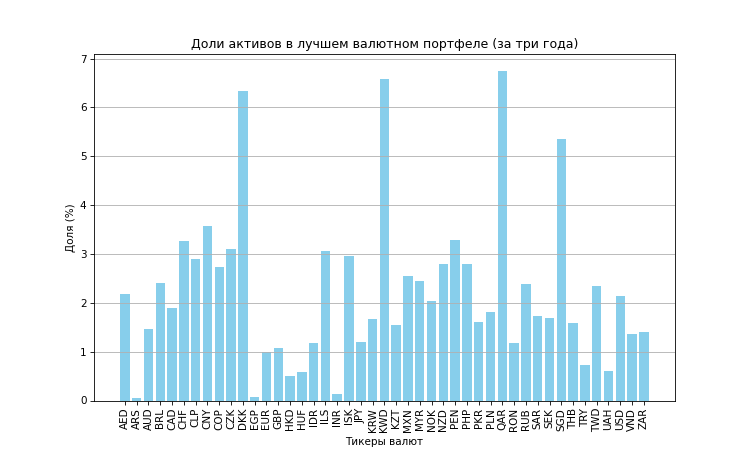 Доли активов в лучшем валютном портфеле (за три года)
Доля (%)
7
6
5
4
3
2
1
0
AED ARS AUD BRL CAD CHF CLP CNY COP CZK DKK EGP EUR GBP HKD HUF IDR ILS INR ISK JPY KRW KWD KZT MXN MYR NOK NZD PEN PHP PKR PLN QAR RON RUB SAR SEK SGD THB TRY TWD UAH USD VND ZAR
Тикеры валют